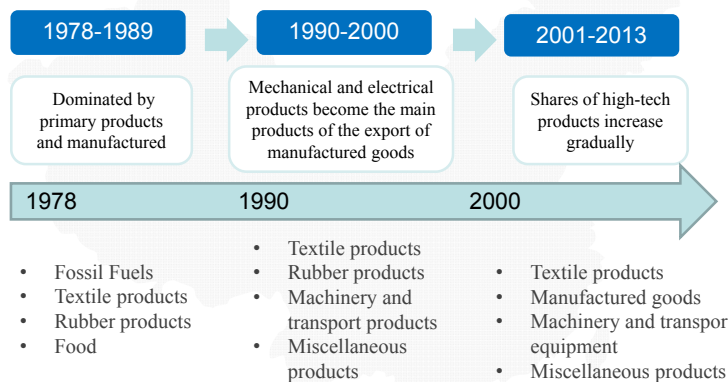 1978-1989
1990-2000
2001-2013
Dominated by
primary products
and manufactured
Mechanical and electrical
products become the main
products of the export of
manufactured goods
Shares of high-tech
products increase
gradually
1978
1990
2000
• Fossil Fuels
• Textile products
• Rubber products
• Food
• Textile products
• Rubber products
• Machinery and
transport products
• Miscellaneous
products
• Textile products
• Manufactured goods
• Machinery and transpor
equipment
• Miscellaneous products